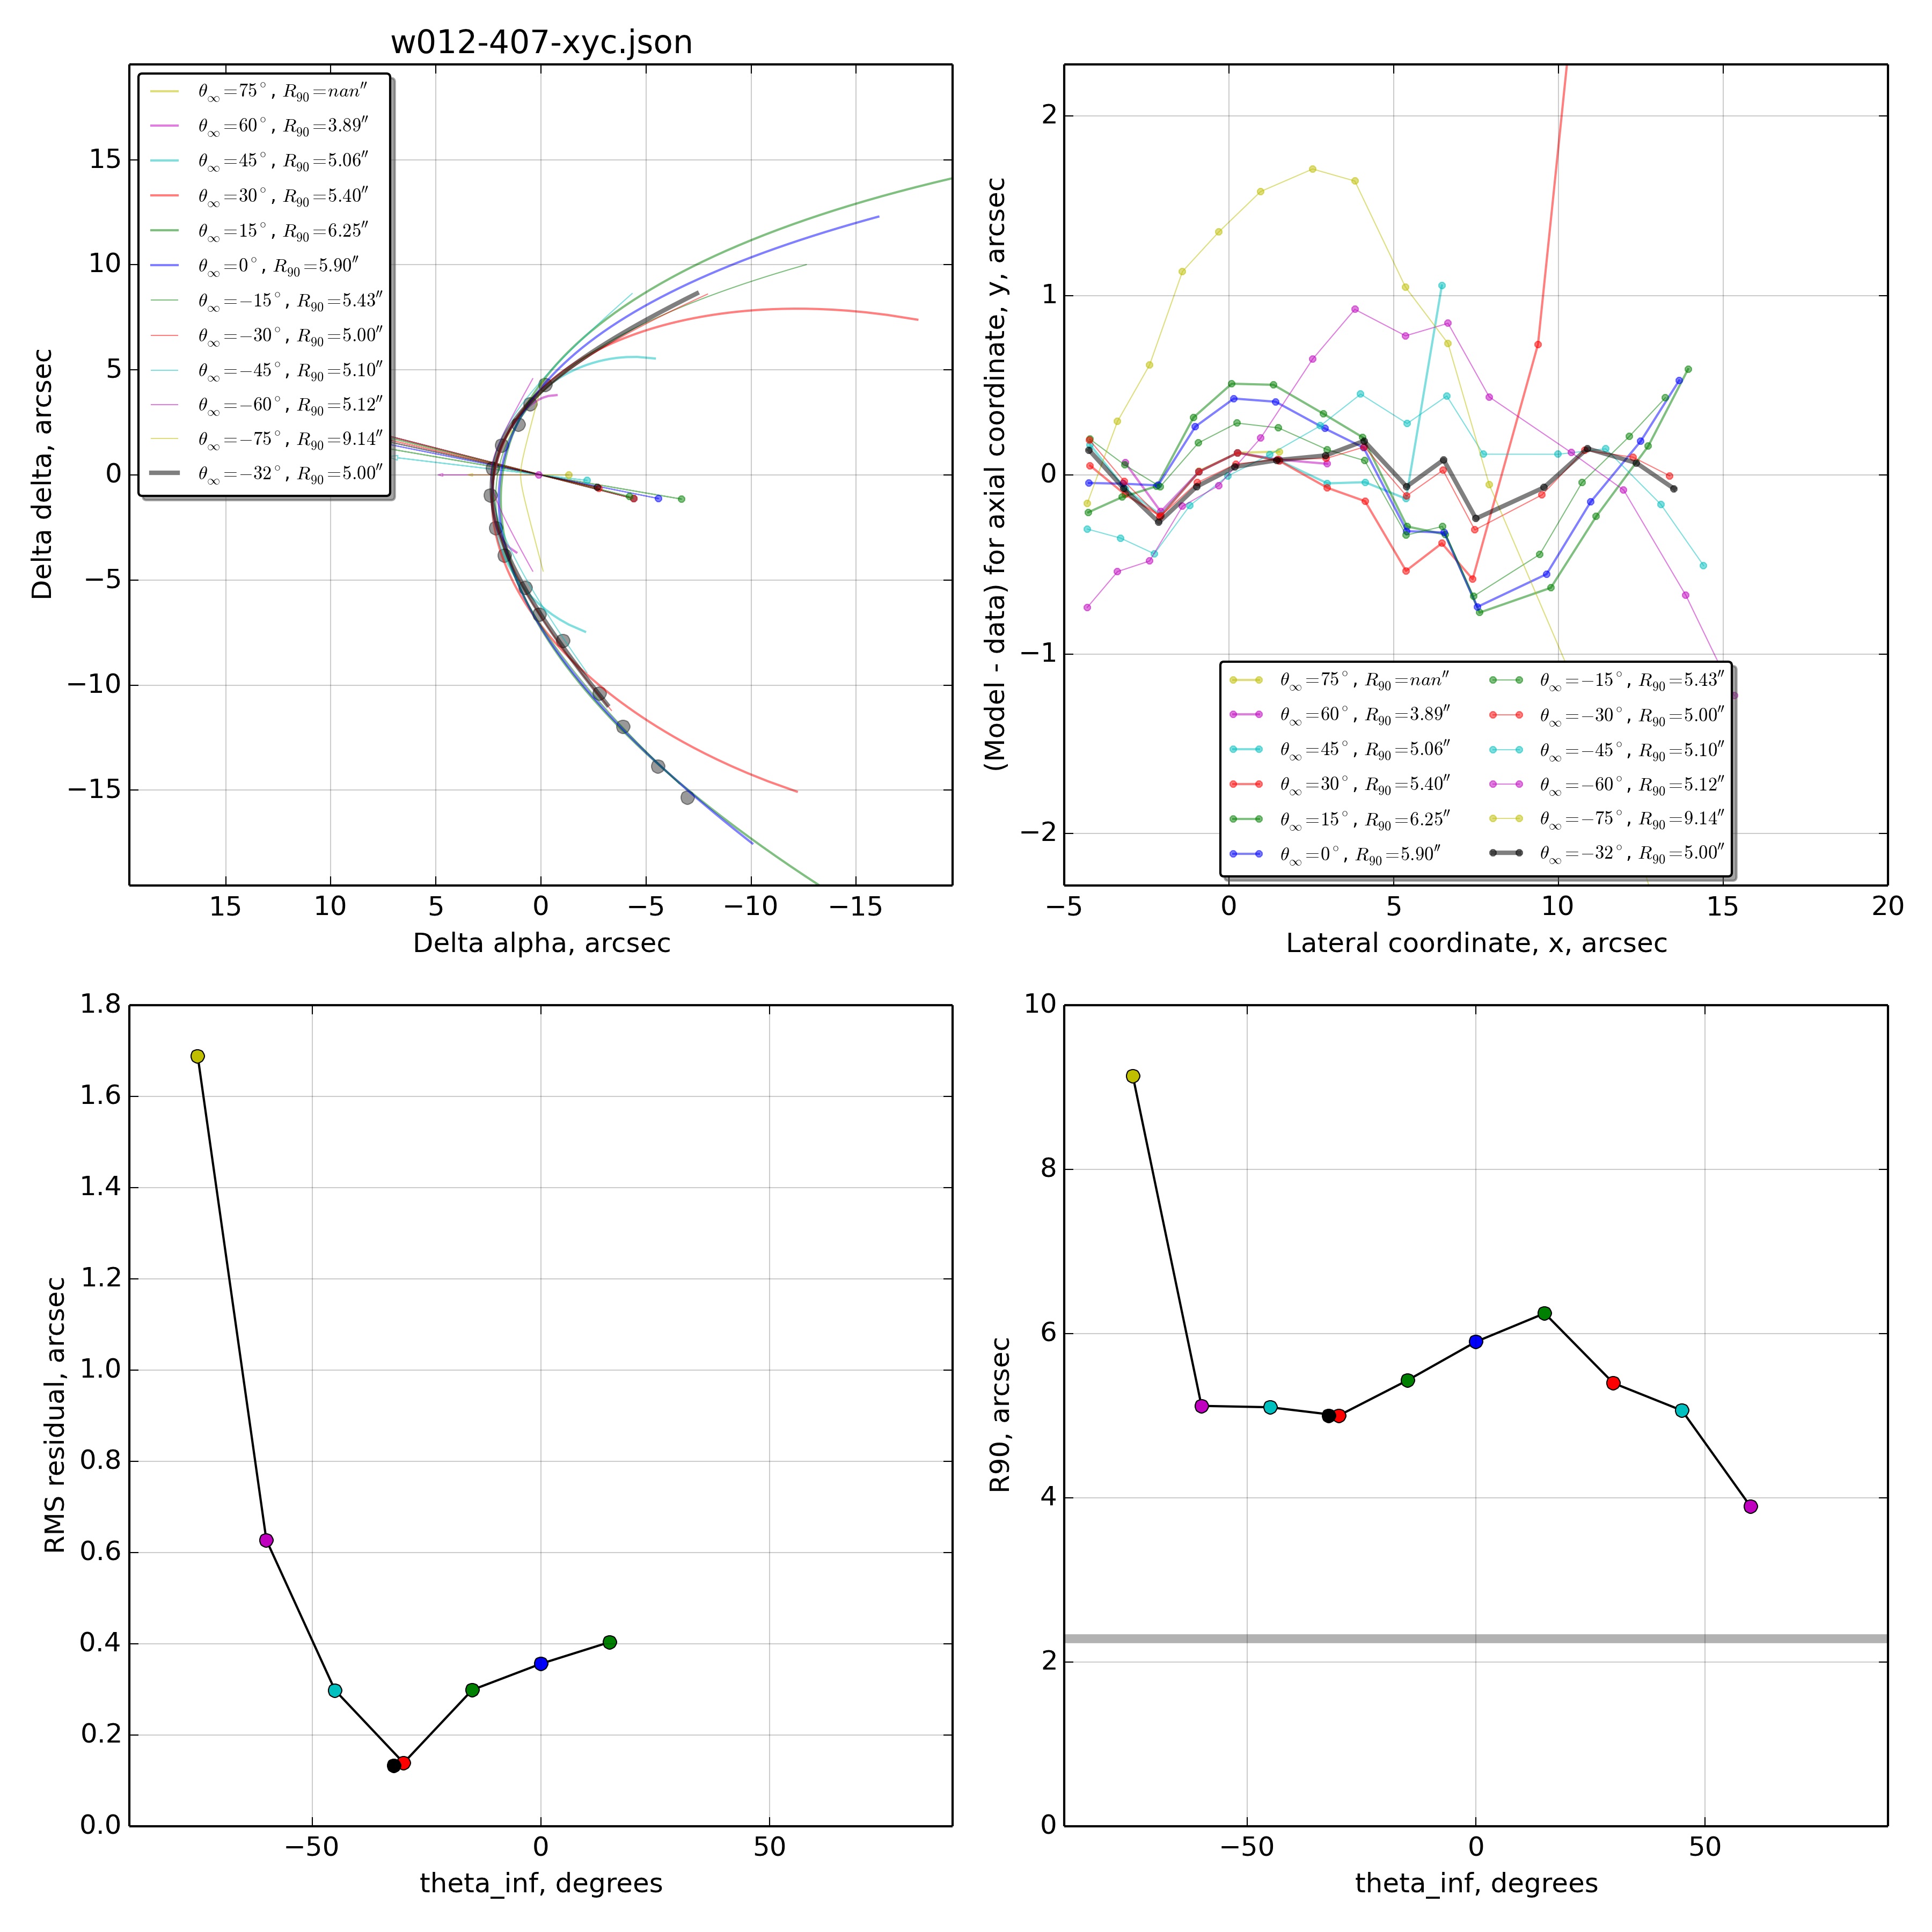 w012-407-xyc.json
θ∞=75°, R90=nan″
θ∞=60°, R90=3.89″
θ∞=45°, R90=5.06″
θ∞=30°, R90=5.40″
θ∞=15°, R90=6.25″
θ∞=0°, R90=5.90″
θ∞=−15°, R90=5.43″
θ∞=−30°, R90=5.00″
θ∞=−45°, R90=5.10″
θ∞=−60°, R90=5.12″
θ∞=−75°, R90=9.14″
θ∞=−32°, R90=5.00″
Delta delta, arcsec
15
10
5
0
−5
−10
−15
15 10 5 0 −5 −10 −15
Delta alpha, arcsec
(Model - data) for axial coordinate, y, arcsec
2
1
0
−1
−2
θ∞=75°, R90=nan″ θ∞=−15°, R90=5.43″
θ∞=60°, R90=3.89″ θ∞=−30°, R90=5.00″
θ∞=45°, R90=5.06″ θ∞=−45°, R90=5.10″
θ∞=30°, R90=5.40″ θ∞=−60°, R90=5.12″
θ∞=15°, R90=6.25″ θ∞=−75°, R90=9.14″
θ∞=0°, R90=5.90″ θ∞=−32°, R90=5.00″
−5 0 5 10 15 20
Lateral coordinate, x, arcsec
RMS residual, arcsec
1.8
1.6
1.4
1.2
1.0
0.8
0.6
0.4
0.2
0.0
−50 0 50
theta_inf, degrees
R90, arcsec
10
8
6
4
2
0
−50 0 50
theta_inf, degrees